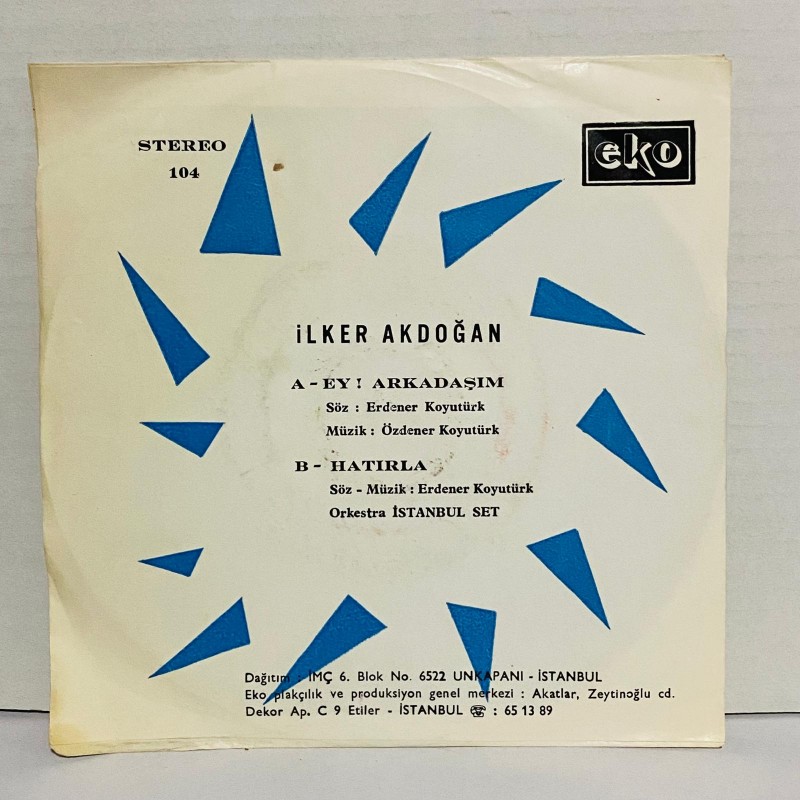 STEREO
104
eko
İLKER AKDOĞAN
A - EY! ARKADAŞIM
Söz : Erdener Koyutürk
Müzik : Özdener Koyutürk
B - HATIRLA
Söz - Müzik : Erdener Koyutürk
Orkestra İSTANBUL SET
Dağıtım : İMÇ 6. Blok No. 6522 UNKAPANI - İSTANBUL
Eko plakçılık ve produksiyon genel merkezi : Akatlar, Zeytinoğlu cd.
Dekor Ap. C 9 Etiler - İSTANBUL ☎ : 65 13 89